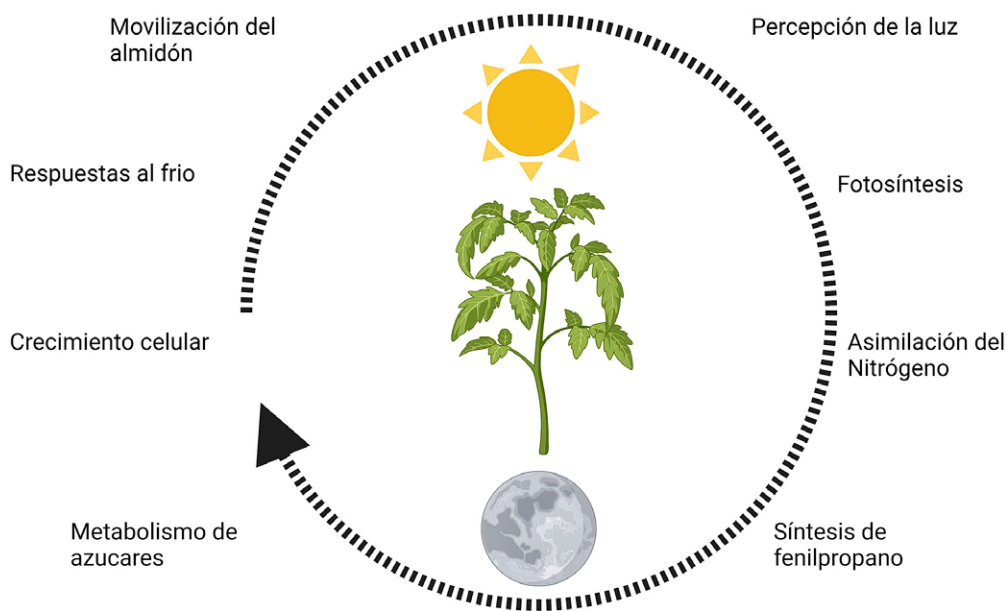 Movilización del
almidón
Percepción de la luz
Respuestas al frio
Fotosíntesis
Crecimiento celular
Asimilación del
Nitrógeno
Metabolismo de
azucares
Síntesis de
fenilpropano